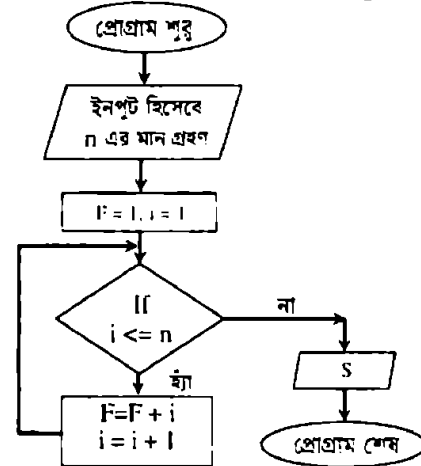 প্রোগ্রাম শুরু
ইনপুট হিসেবে
n এর মান গ্রহণ
F = 1, i = 1
If
i <= n
না
হ্যাঁ
S
F=F + i
i = i + 1
প্রোগ্রাম শেষ